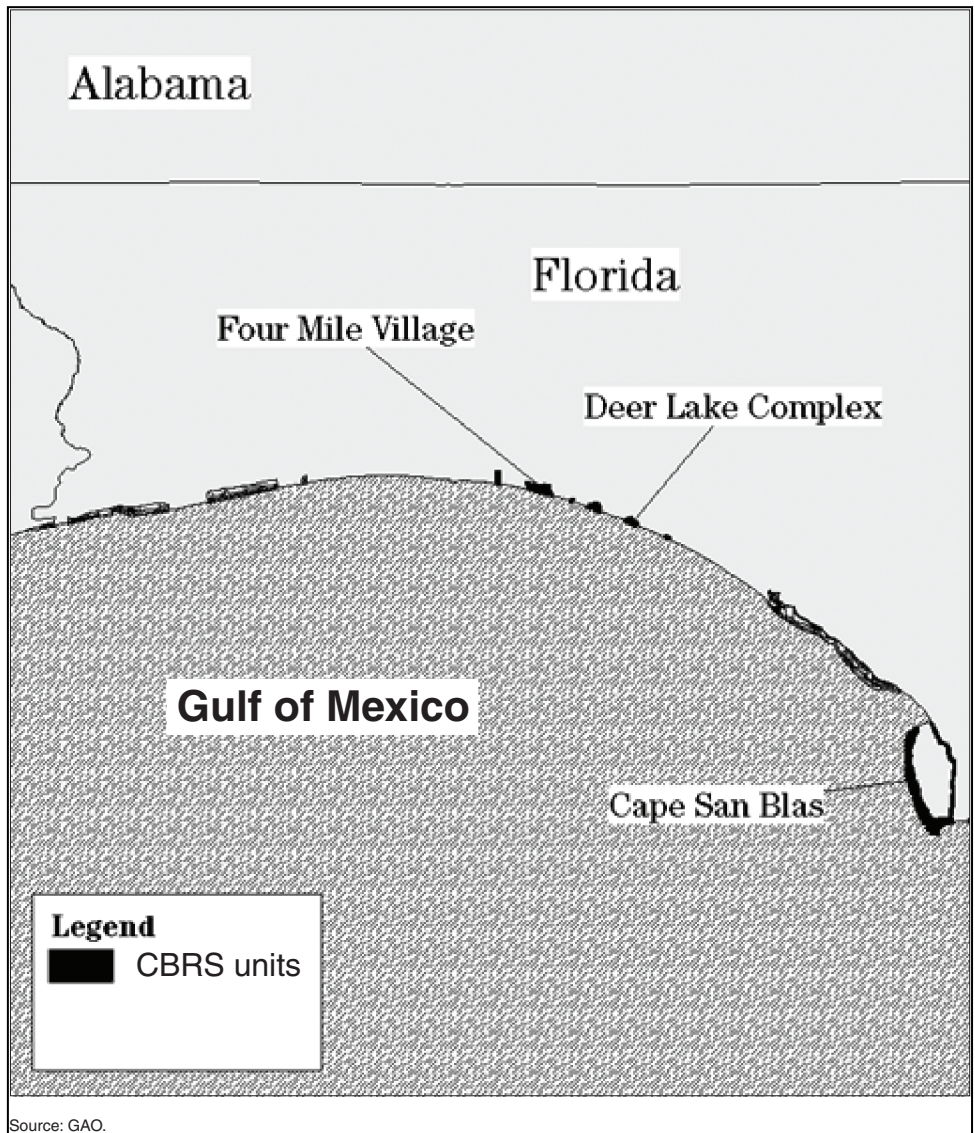 Alabama
Florida
Four Mile Village
Deer Lake Complex
Gulf of Mexico
Cape San Blas
Legend
CBRS units
Source: GAO.